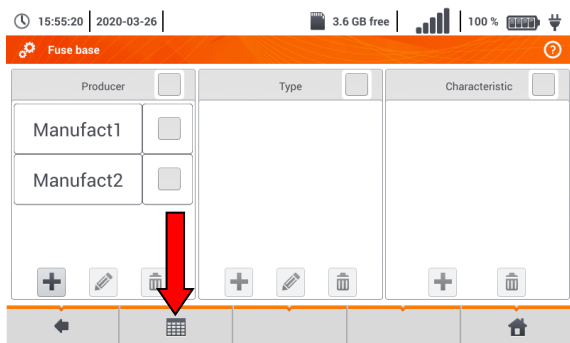 15:55:20 2020-03-26 3.6 GB free 100 %
Fuse base ?
Producer Type Characteristic
Manufact1
Manufact2